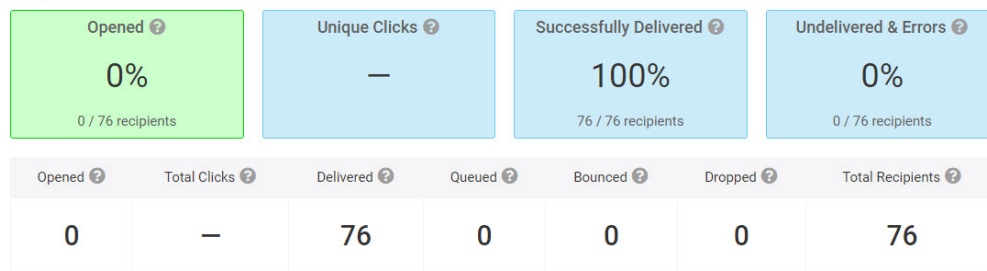 Opened ? Unique Clicks ? Successfully Delivered ? Undelivered & Errors ?
0% — 100% 0%
0 / 76 recipients 76 / 76 recipients 0 / 76 recipients
Opened ? Total Clicks ? Delivered ? Queued ? Bounced ? Dropped ? Total Recipients ?
0 — 76 0 0 0 76